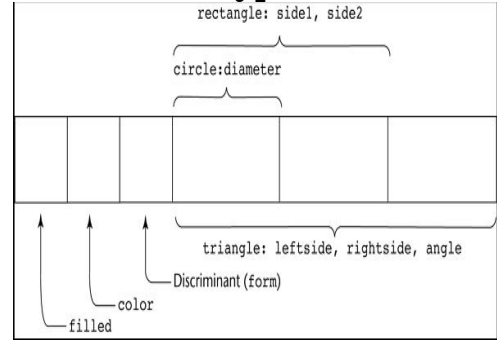 rectangle: side1, side2
circle:diameter
triangle: leftside, rightside, angle
Discriminant (form)
color
filled